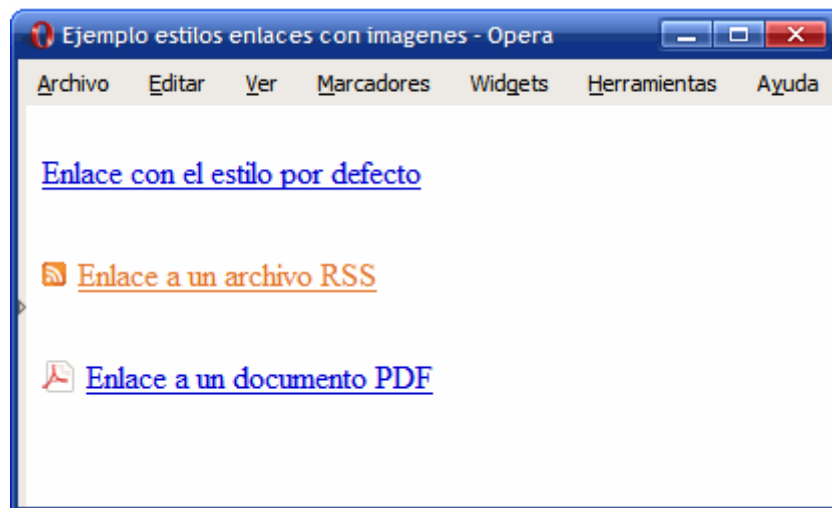 Ejemplo estilos enlaces con imagenes - Opera
Archivo Editar Ver Marcadores Widgets Herramientas Ayuda
Enlace con el estilo por defecto
Enlace a un archivo RSS
Enlace a un documento PDF